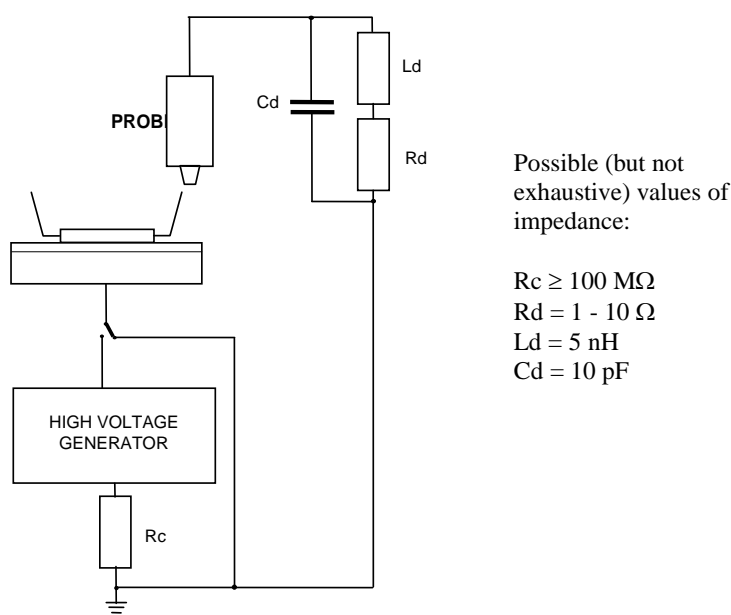 Ld
Cd
PROBI
Rd
Possible (but not
exhaustive) values of
impedance:
Rc ≥ 100 MΩ
Rd = 1 - 10 Ω
Ld = 5 nH
Cd = 10 pF
HIGH VOLTAGE
GENERATOR
Rc